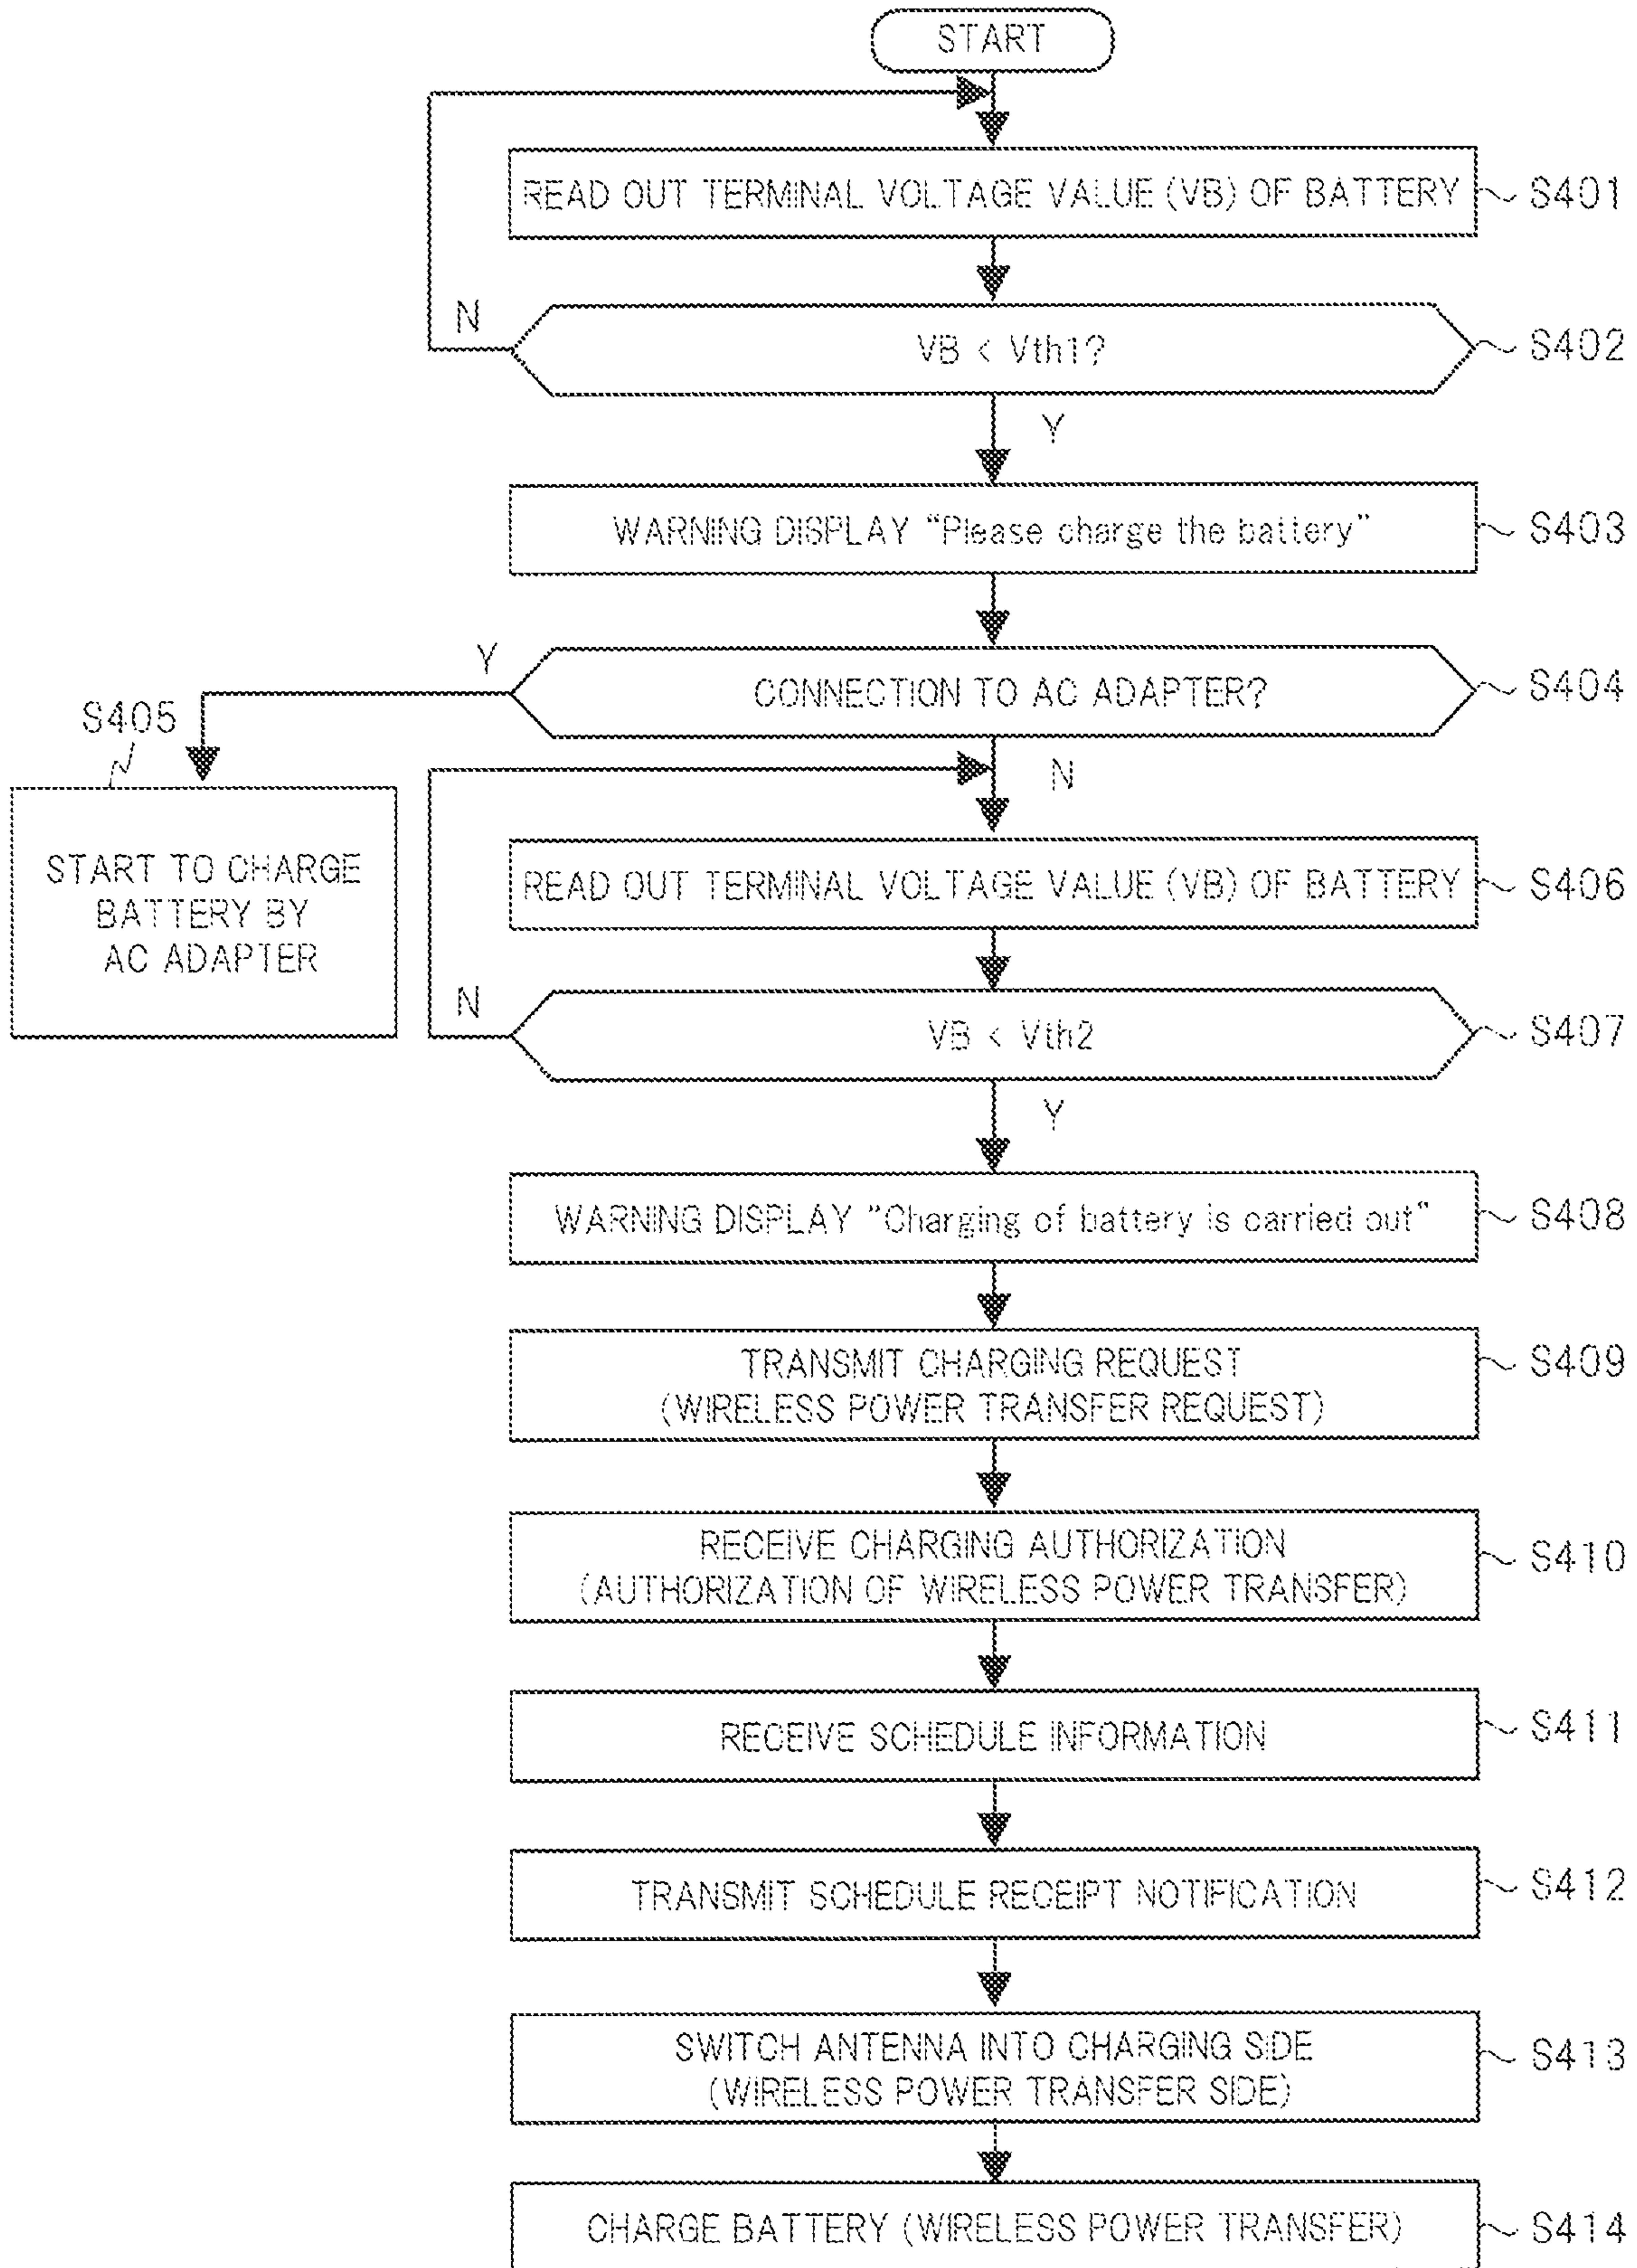 START
READ OUT TERMINAL VOLTAGE VALUE (VB) OF BATTERY
S401
N
VB < Vth1?
S402
Y
WARNING DISPLAY “Please charge the battery”
S403
Y
CONNECTION TO AC ADAPTER?
S404
S405
N
START TO CHARGE
BATTERY BY
AC ADAPTER
READ OUT TERMINAL VOLTAGE VALUE (VB) OF BATTERY
S406
N
VB < Vth2
S407
Y
WARNING DISPLAY ”Charging of battery is carried out“
S408
TRANSMIT CHARGING REQUEST
(WIRELESS POWER TRANSFER REQUEST)
S409
RECEIVE CHARGING AUTHORIZATION
(AUTHORIZATION OF WIRELESS POWER TRANSFER)
S410
RECEIVE SCHEDULE INFORMATION
S411
TRANSMIT SCHEDULE RECEIPT NOTIFICATION
S412
SWITCH ANTENNA INTO CHARGING SIDE
(WIRELESS POWER TRANSFER SIDE)
S413
CHARGE BATTERY (WIRELESS POWER TRANSFER)
S414